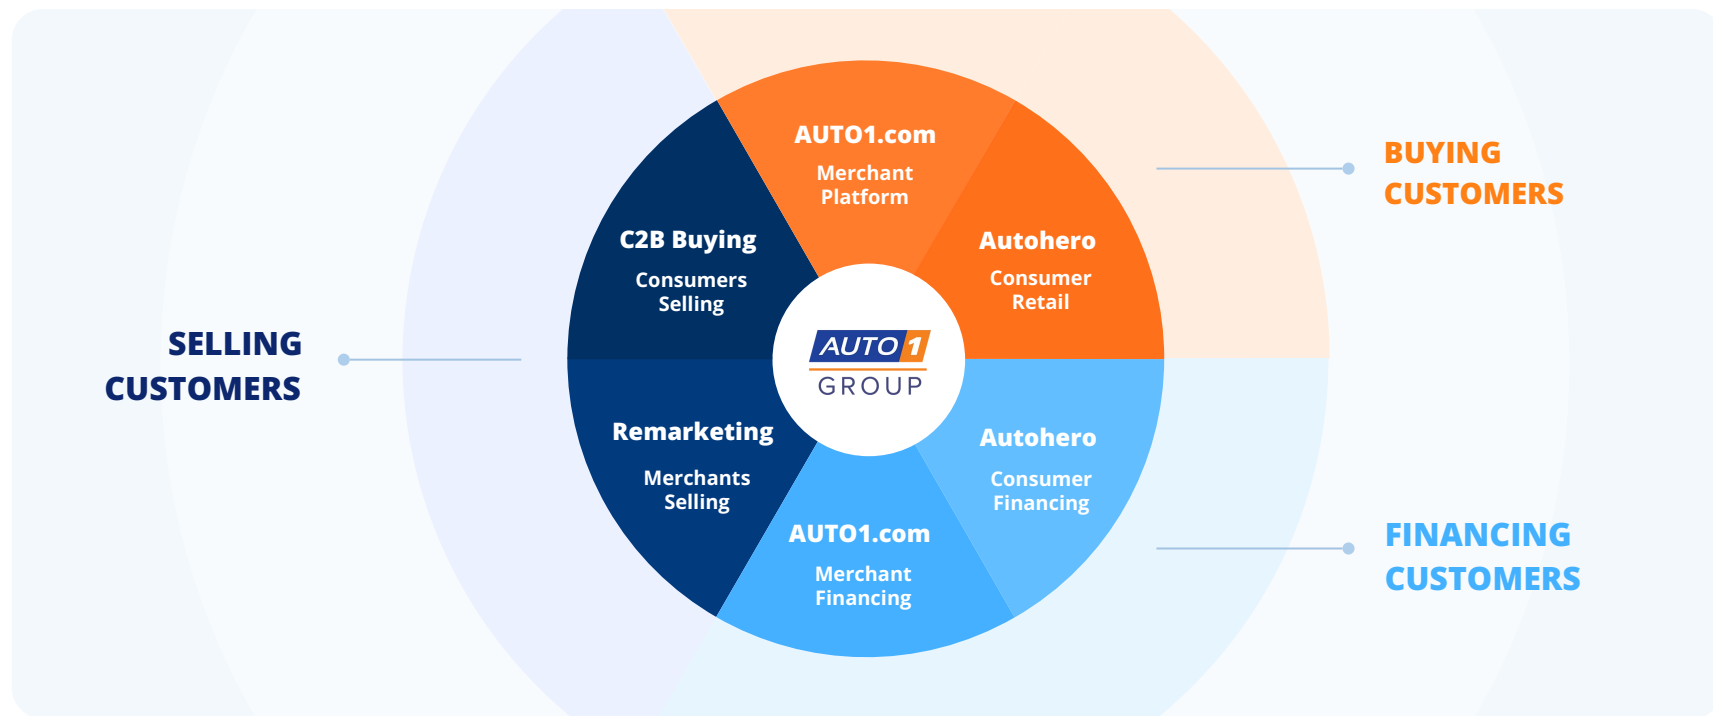 AUTO1.com
Merchant
Platform
Autohero
Consumer
Retail
BUYING
CUSTOMERS
C2B Buying
Consumers
Selling
SELLING
CUSTOMERS
AUTO1
GROUP
Remarketing
Merchants
Selling
Autohero
Consumer
Financing
AUTO1.com
Merchant
Financing
FINANCING
CUSTOMERS